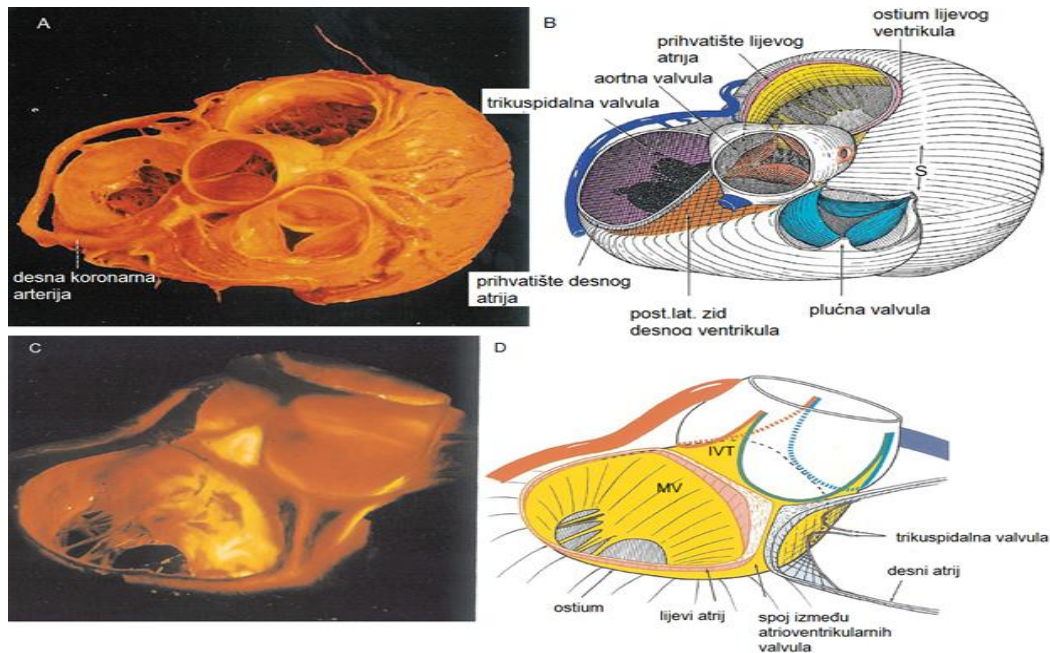 A
desna koronarna
arterija
B
ostium lijevog
ventrikula
prihvatište lijevog
atrija
aortna valvula
trikuspidalna valvula
S
prihvatište desnog
atrija
post.lat. zid
desnog ventrikula
plućna valvula
C
D
IVT
MV
trikuspidalna
valvula
desni atrij
ostium
lijevi atrij
spoj između
atrioventrikularnih
valvula